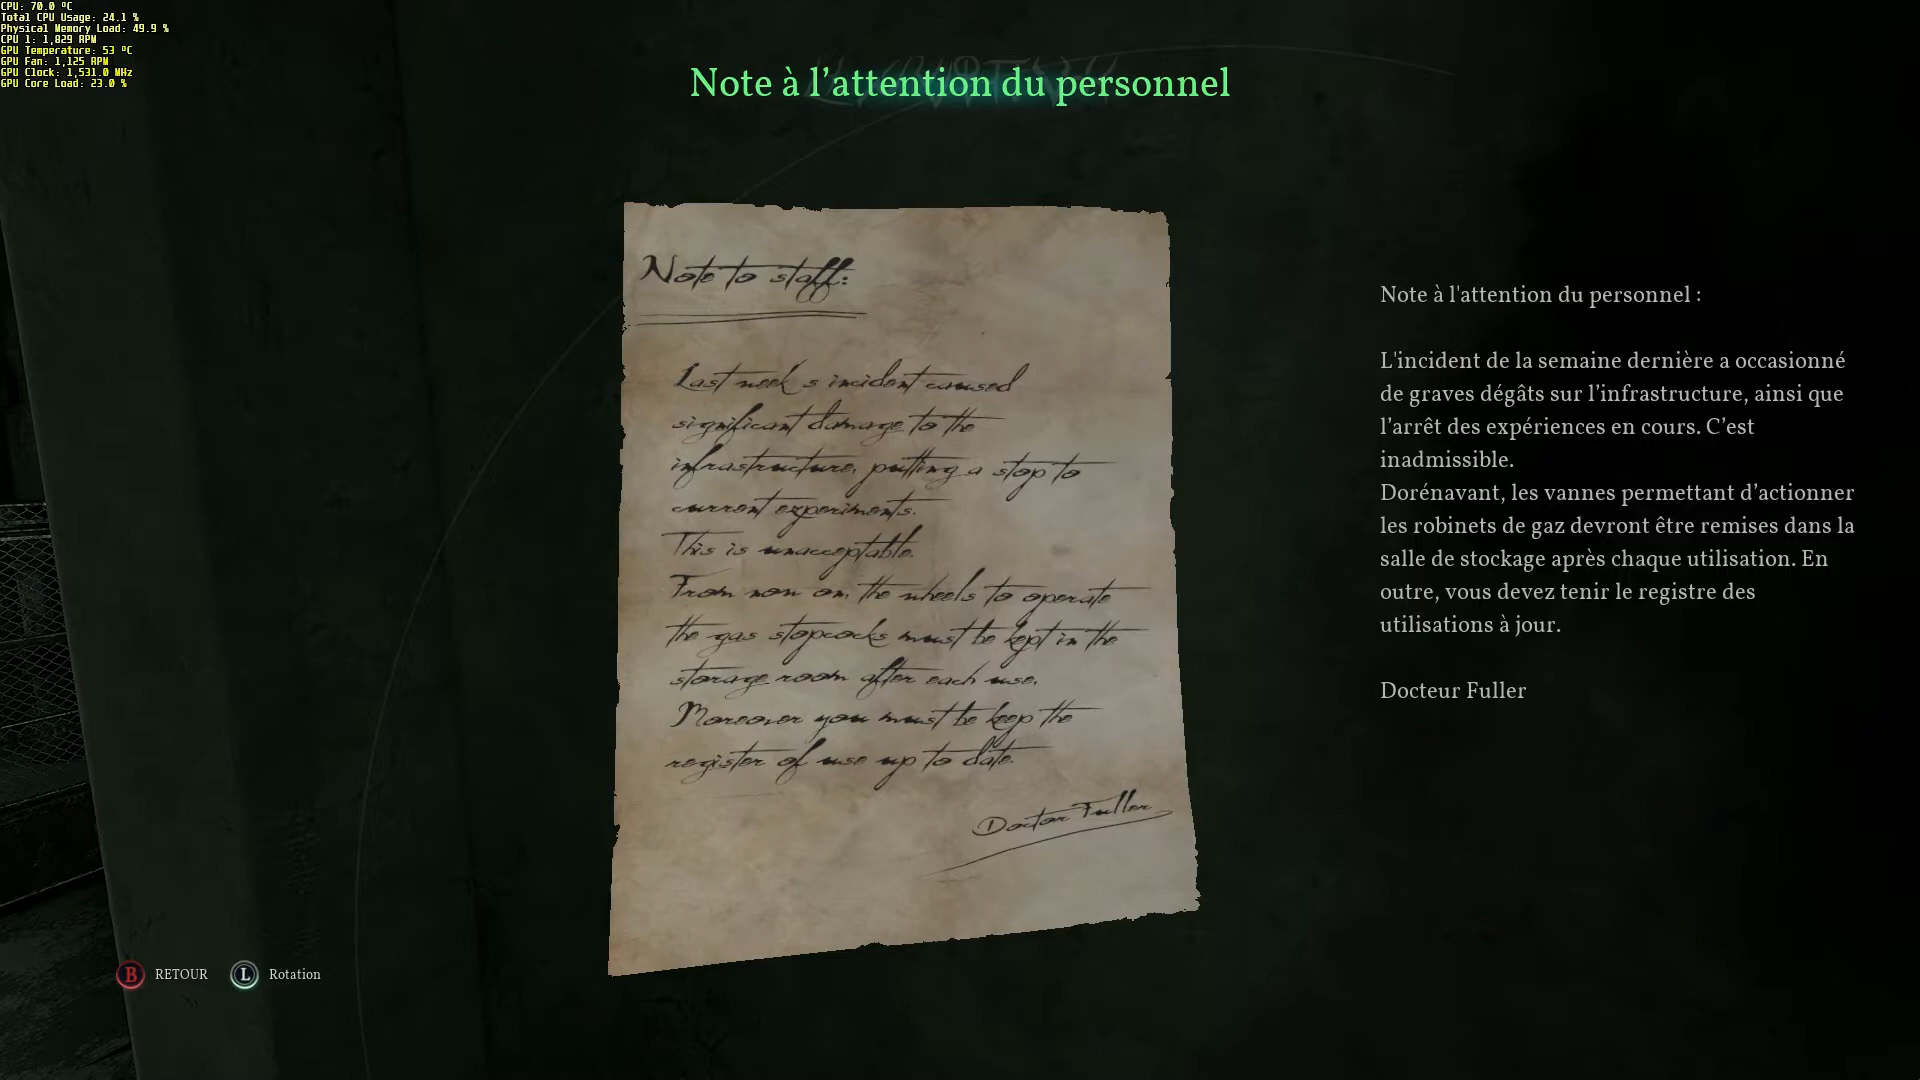 CPU: 70.0 ºC
Total CPU Usage: 24.1 %
Physical Memory Load: 49.9 %
CPU 1: 1,829 RPM
GPU Temperature: 53 ºC
GPU Fan: 1,125 RPM
GPU Clock: 1,531.0 MHz
GPU Core Load: 23.0 %
Note à l’attention du personnel
Note to staff:
Last week s incident caused
significant damage to the
infrastructure, putting a stop to
current experiments.
This is unacceptable.
From now on, the wheels to operate
the gas stopcocks must be kept in the
storage room after each use.
Moreover you must be keep the
register of use up to date.
Doctor Fuller
Note à l'attention du personnel :
L'incident de la semaine dernière a occasionné
de graves dégâts sur l’infrastructure, ainsi que
l’arrêt des expériences en cours. C’est
inadmissible.
Dorénavant, les vannes permettant d’actionner
les robinets de gaz devront être remises dans la
salle de stockage après chaque utilisation. En
outre, vous devez tenir le registre des
utilisations à jour.
Docteur Fuller
B RETOUR L Rotation